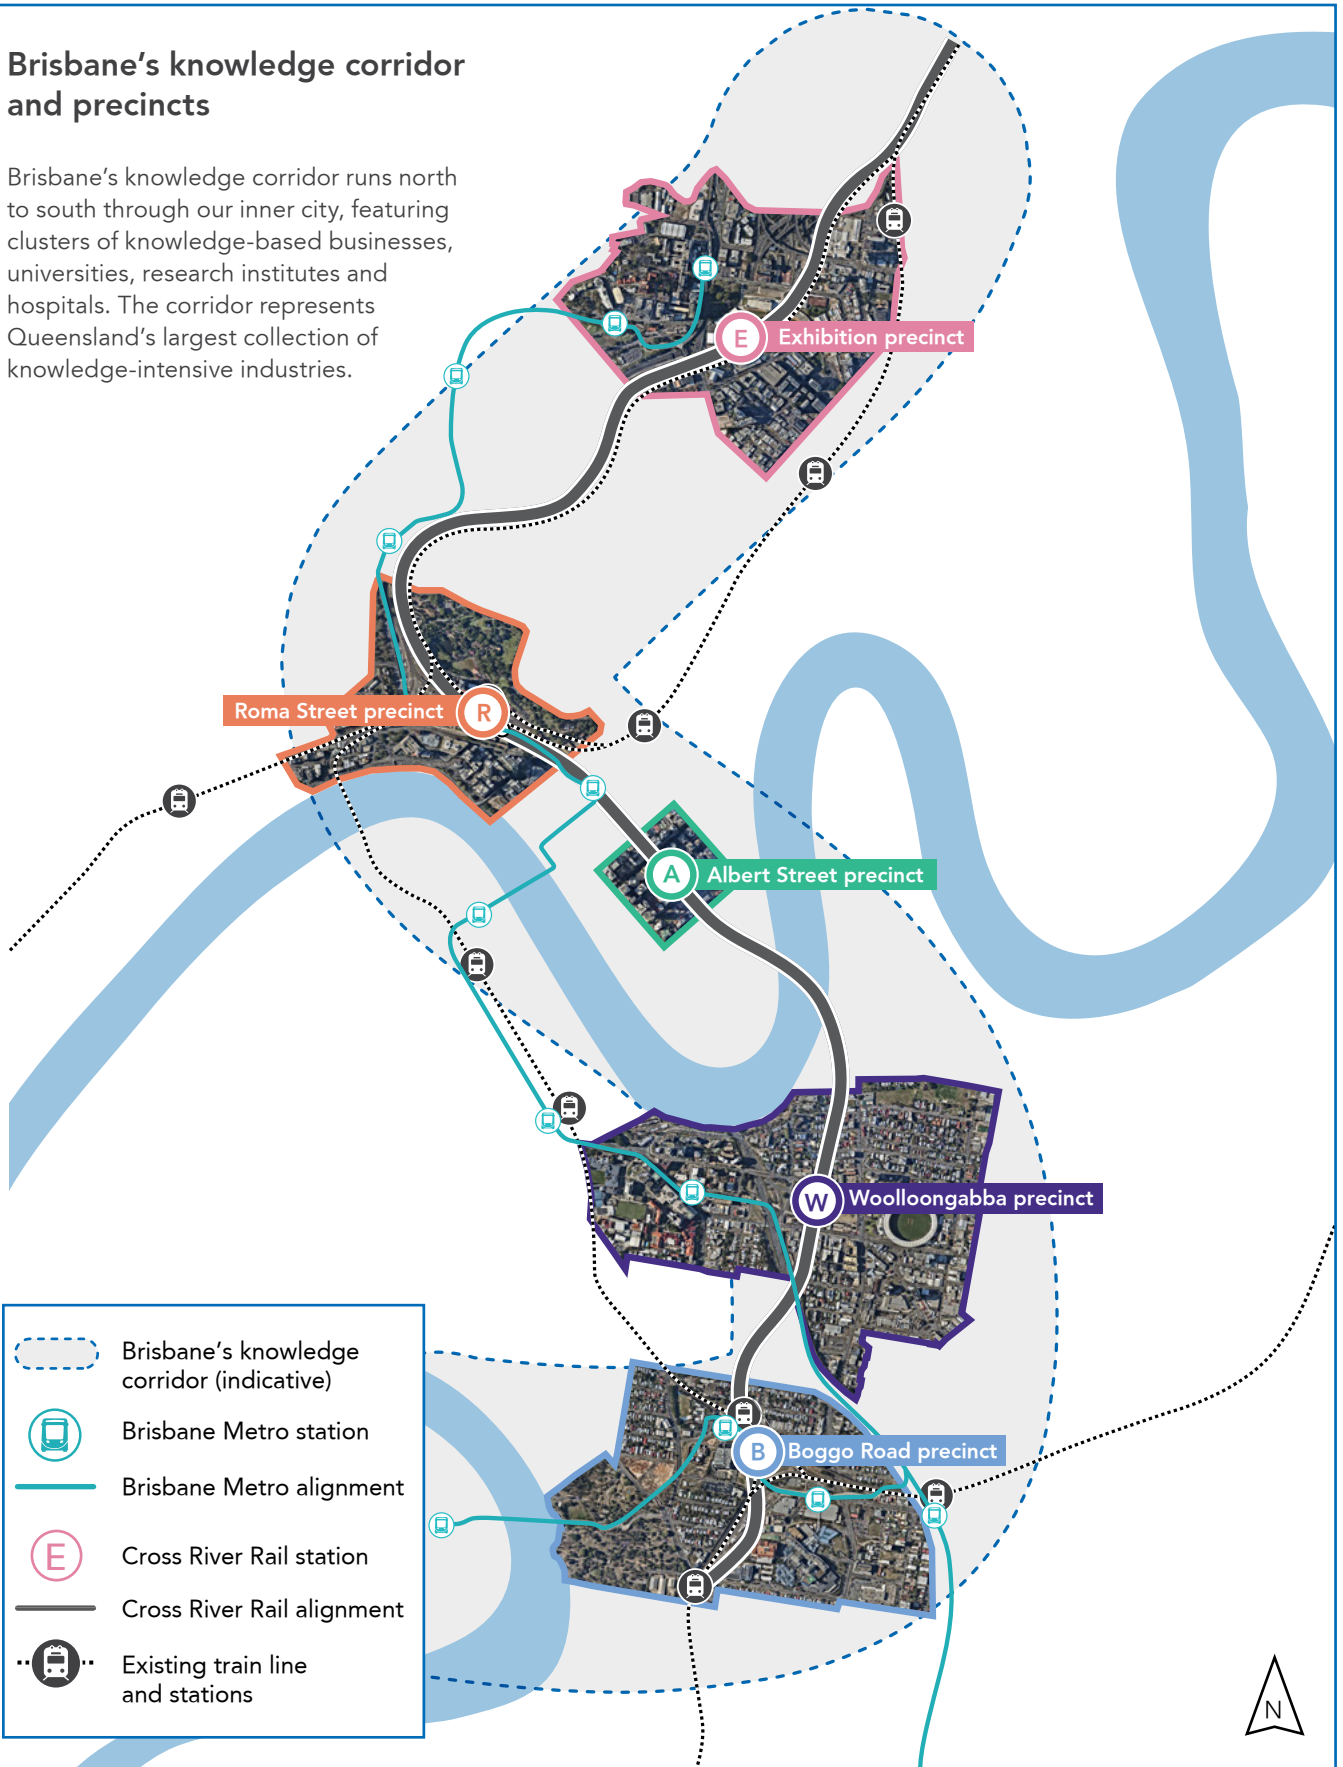 Brisbane's knowledge corridor
and precincts
Brisbane's knowledge corridor runs north
to south through our inner city, featuring
clusters of knowledge-based businesses,
universities, research institutes and
hospitals. The corridor represents
Queensland's largest collection of
knowledge-intensive industries.
E
Exhibition precinct
Roma Street precinct
R
A
Albert Street precinct
W
Woolloongabba precinct
B
Boggo Road precinct
Brisbane's knowledge
corridor (indicative)
Brisbane Metro station
Brisbane Metro alignment
E
Cross River Rail station
Cross River Rail alignment
Existing train line
and stations
N